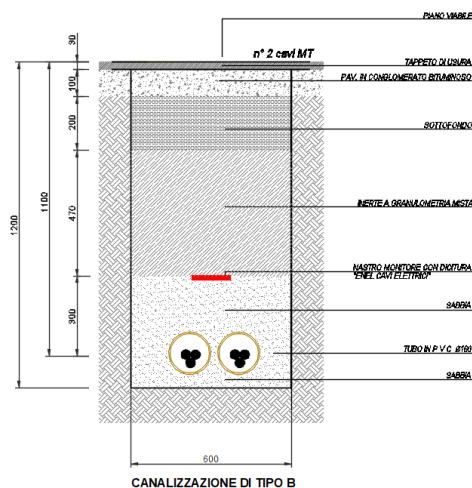 PIANO VIABILE
n° 2 cavi MT
30
TAPPETO DI USURA
100
PAV. IN CONGLOMERATO BITUMINOSO
200
SOTTOFONDO
1100
1200
470
INERTE A GRANULOMETRIA MISTA
NASTRO MONITORE CON DICITURA
"ENEL CAVI ELETTRICI"
300
SABBIA
TUBO IN P V C Ø160
SABBIA
600
CANALIZZAZIONE DI TIPO B